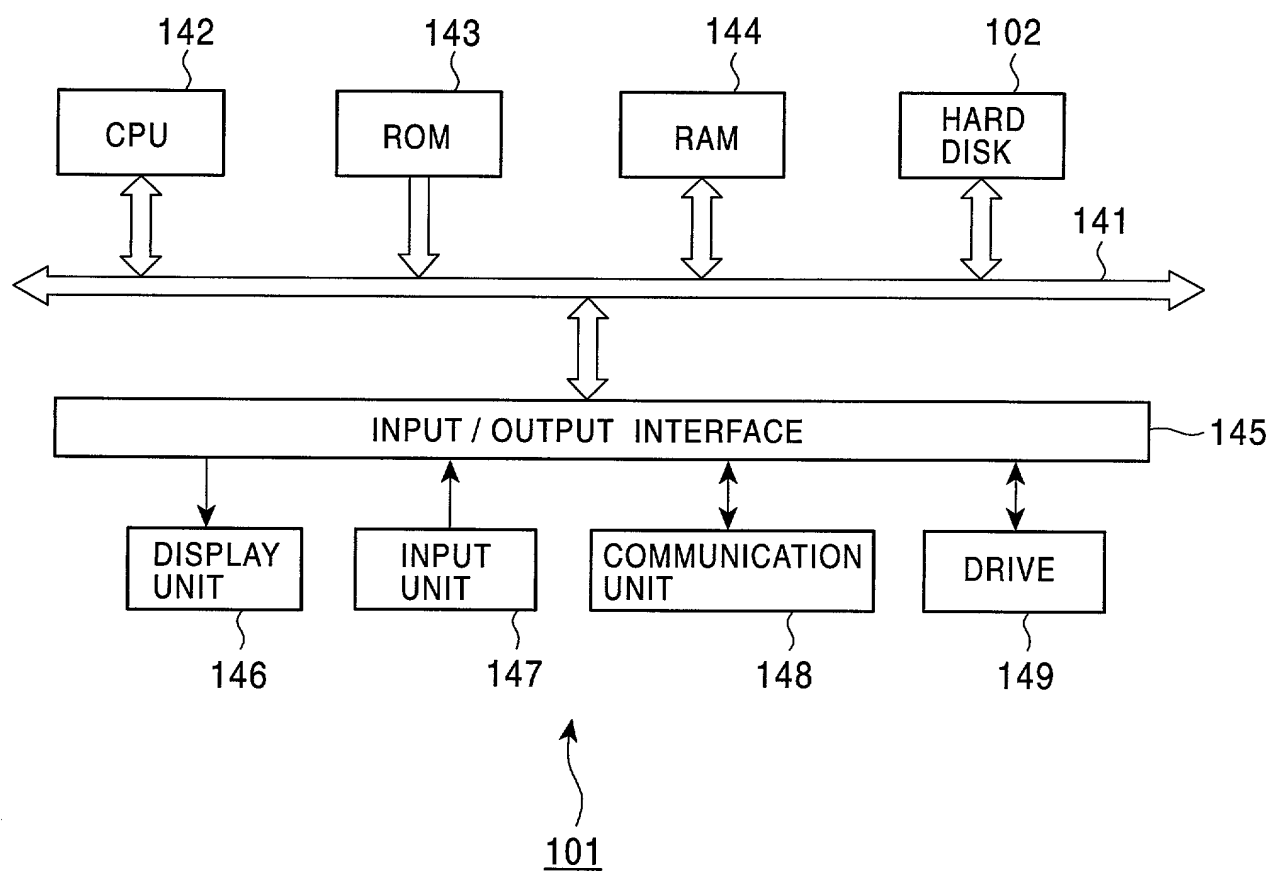 142
143
144
102
CPU
ROM
RAM
HARD
DISK
141
INPUT / OUTPUT INTERFACE
145
DISPLAY
UNIT
INPUT
UNIT
COMMUNICATION
UNIT
DRIVE
146
147
148
149
101